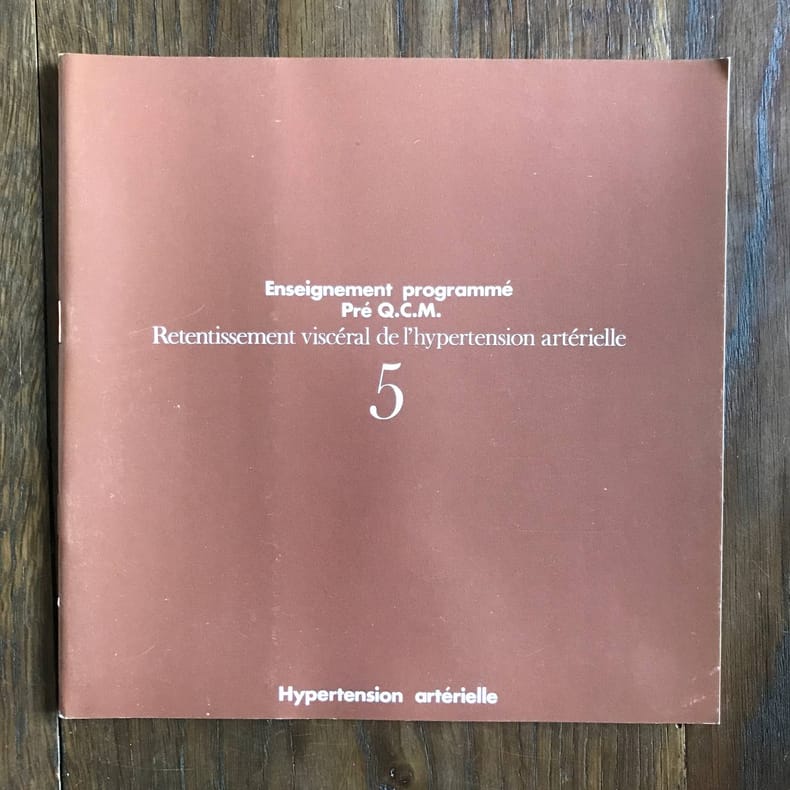 Enseignement programmé
Pré Q.C.M.
Retentissement viscéral de l'hypertension artérielle
5
Hypertension artérielle